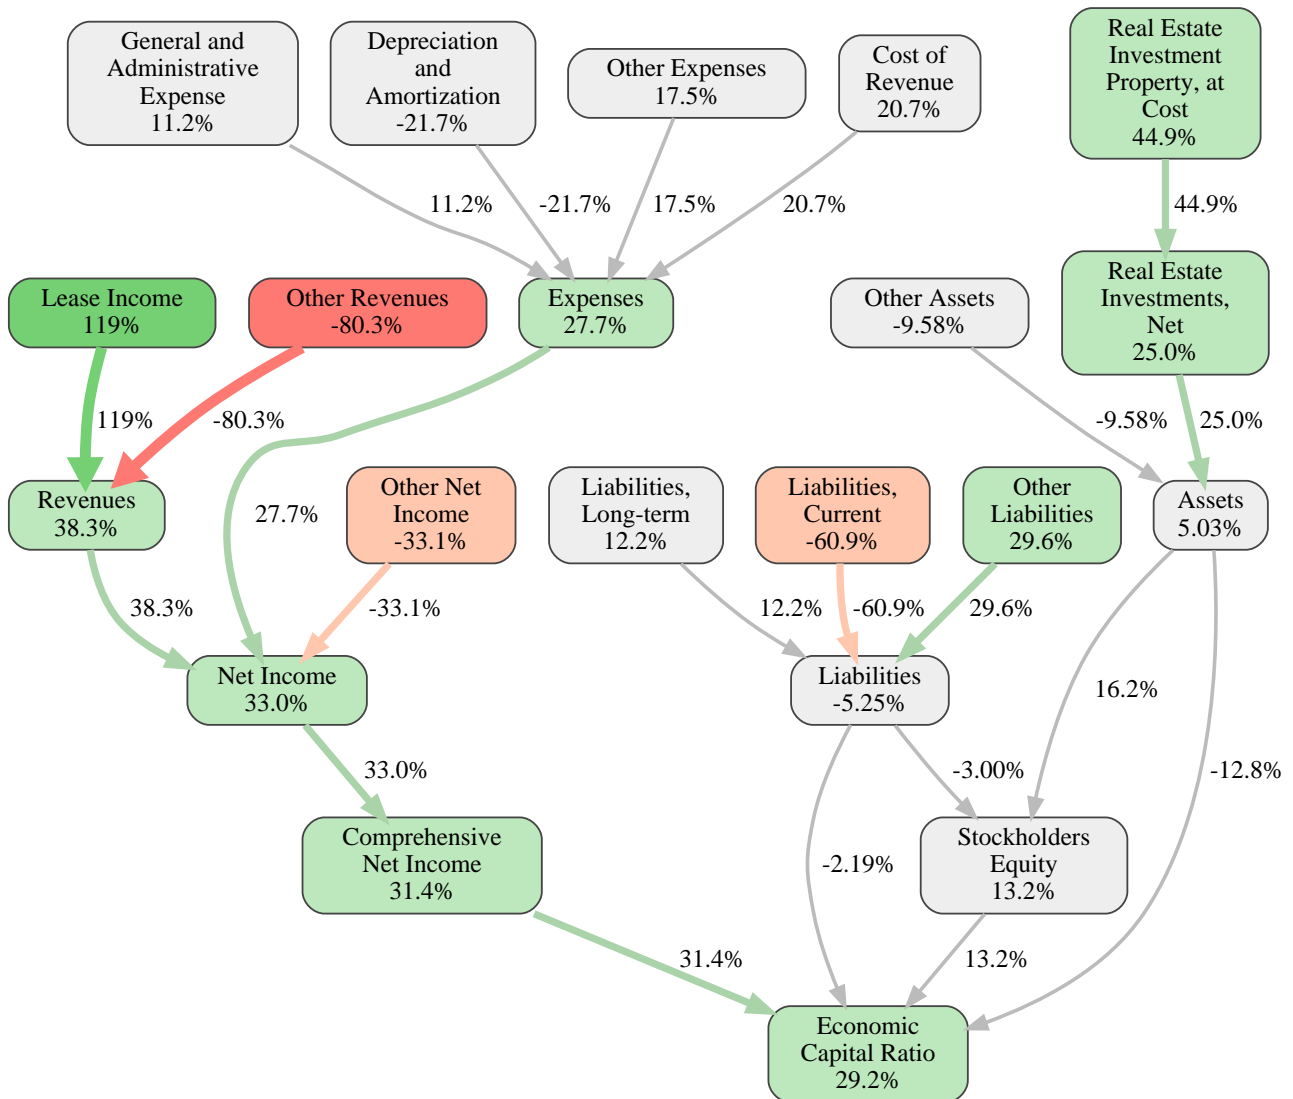 General and
Administrative
Expense
11.2%
Depreciation
and
Amortization
-21.7%
Other Expenses
17.5%
Cost of
Revenue
20.7%
Real Estate
Investment
Property, at
Cost
44.9%
11.2%
-21.7%
17.5%
20.7%
44.9%
Lease Income
119%
Other Revenues
-80.3%
Expenses
27.7%
Other Assets
-9.58%
Real Estate
Investments,
Net
25.0%
119%
-80.3%
-9.58%
25.0%
Revenues
38.3%
27.7%
Other Net
Income
-33.1%
Liabilities,
Long-term
12.2%
Liabilities,
Current
-60.9%
Other
Liabilities
29.6%
Assets
5.03%
38.3%
-33.1%
12.2%
-60.9%
29.6%
Net Income
33.0%
Liabilities
-5.25%
16.2%
33.0%
-3.00%
-12.8%
Comprehensive
Net Income
31.4%
-2.19%
Stockholders
Equity
13.2%
31.4%
13.2%
Economic
Capital Ratio
29.2%